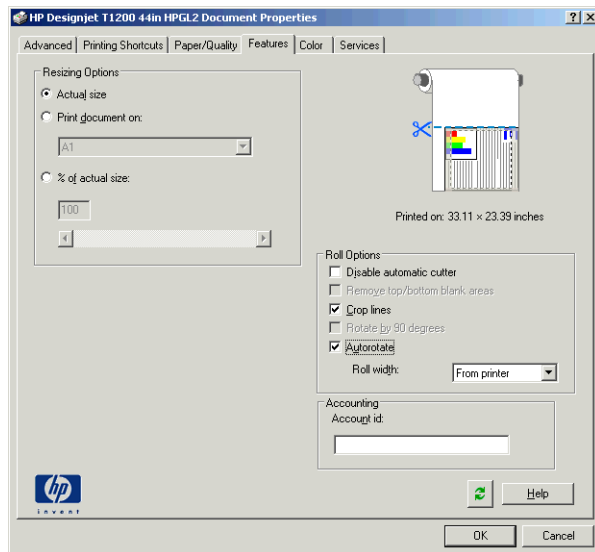 HP Designjet T1200 44in HPGL2 Document Properties
Advanced Printing Shortcuts Paper/Quality Features Color Services
Resizing Options
Actual size
Print document on:
A1
% of actual size:
100
Printed on: 33.11 × 23.39 inches
Roll Options
Disable automatic cutter
Remove top/bottom blank areas
Crop lines
Rotate by 90 degrees
Autorotate
Roll width: From printer
Accounting
Account id:
hp
invent
Help
OK Cancel